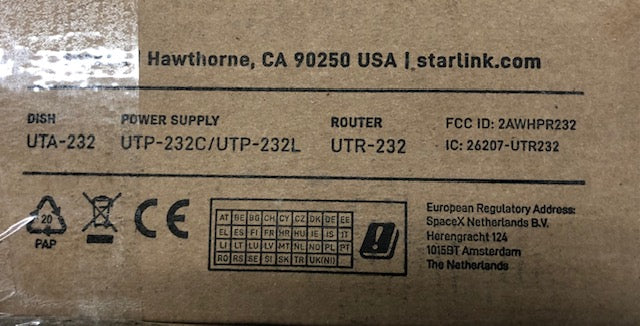 Hawthorne, CA 90250 USA | starlink.com
DISH POWER SUPPLY ROUTER FCC ID: 2AWHPR232
UTA-232 UTP-232C/UTP-232L UTR-232 IC: 26207-UTR232
20
PAP
CE
AT BE BG CH CY CZ DK DE EE
EL ES FI FR HR HU IE IS IT
LI LT LU LV MT NL NO PL PT
RO RS SE SI SK TR UK(NI)
European Regulatory Address:
SpaceX Netherlands B.V.
Herengracht 124
1015BT Amsterdam
The Netherlands